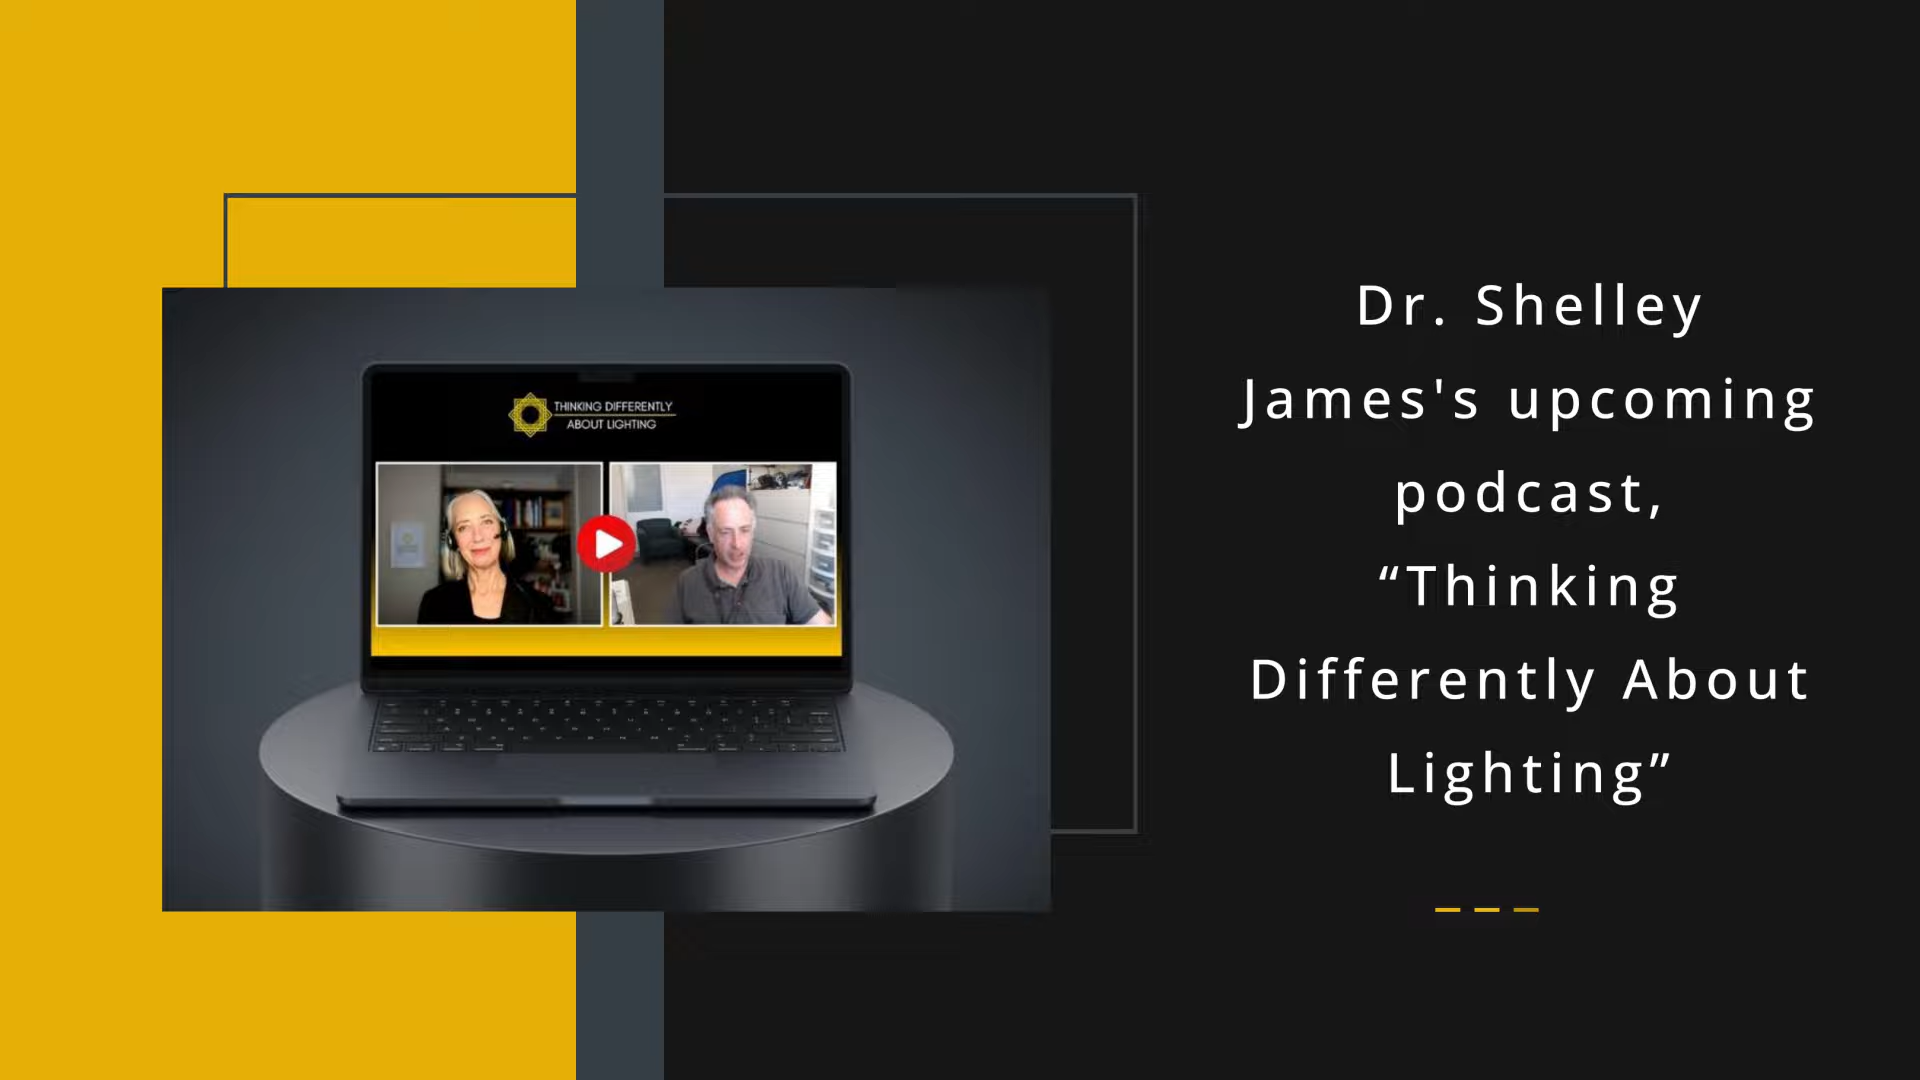 THINKING DIFFERENTLY
ABOUT LIGHTING
Dr. Shelley
James's upcoming
podcast,
“Thinking
Differently About
Lighting”